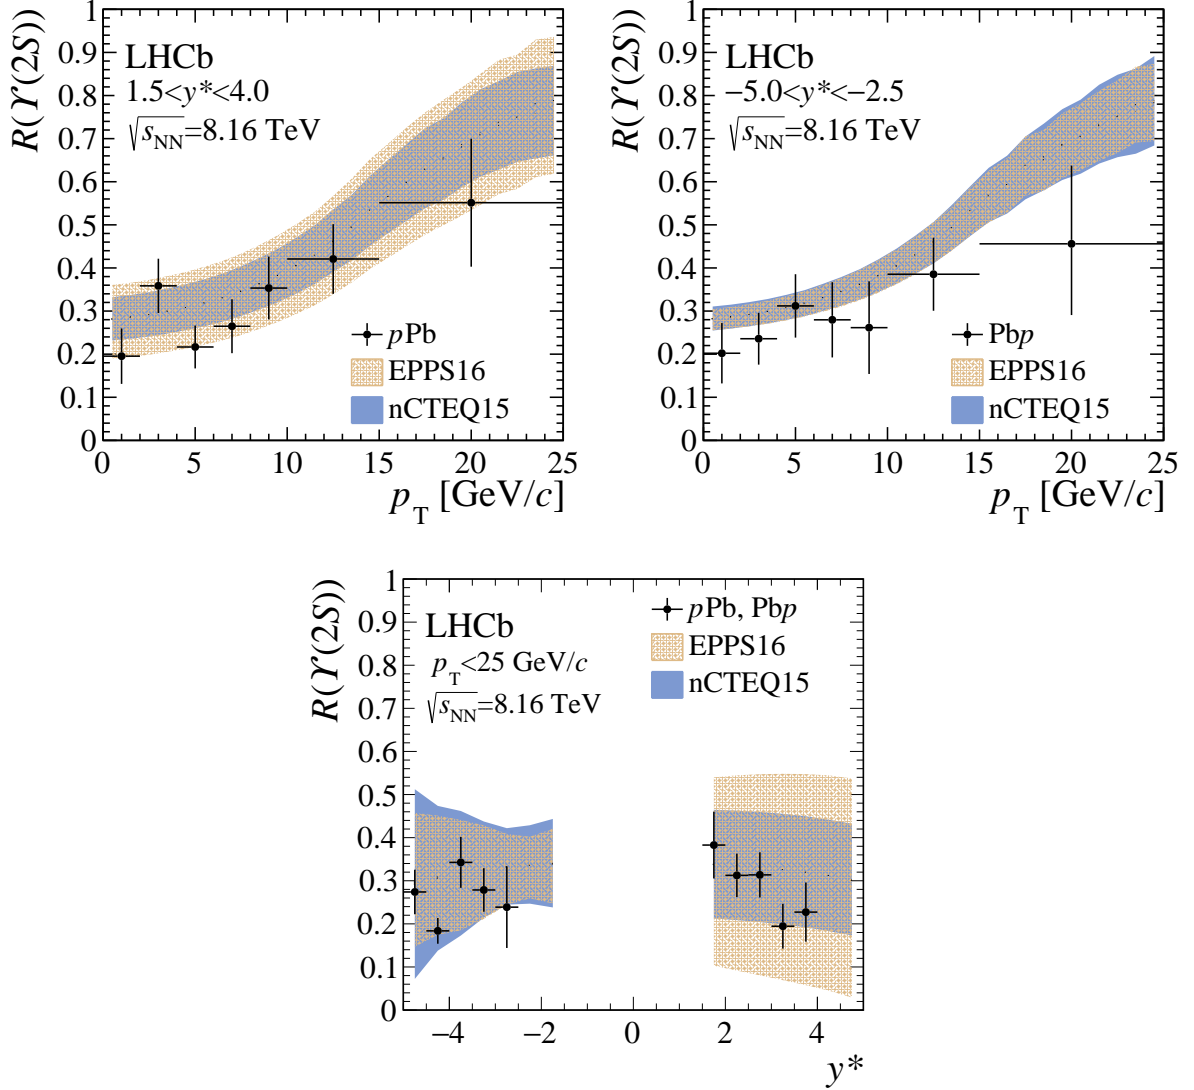 R(ϒ(2S))
1
0.9
0.8
0.7
0.6
0.5
0.4
0.3
0.2
0.1
0
LHCb
1.5<y*<4.0
√s_NN=8.16 TeV
pPb
EPPS16
nCTEQ15
0 5 10 15 20 25
p_T [GeV/c]
R(ϒ(2S))
1
0.9
0.8
0.7
0.6
0.5
0.4
0.3
0.2
0.1
0
LHCb
−5.0<y*<−2.5
√s_NN=8.16 TeV
Pbp
EPPS16
nCTEQ15
0 5 10 15 20 25
p_T [GeV/c]
R(ϒ(2S))
1
0.9
0.8
0.7
0.6
0.5
0.4
0.3
0.2
0.1
0
LHCb
p_T<25 GeV/c
√s_NN=8.16 TeV
pPb, Pbp
EPPS16
nCTEQ15
−4 −2 0 2 4
y*